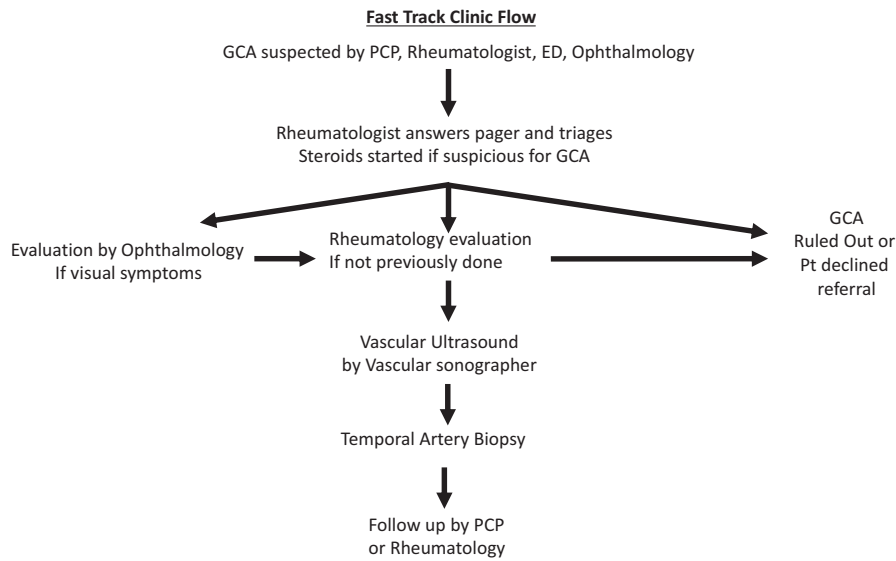 Fast Track Clinic Flow
GCA suspected by PCP, Rheumatologist, ED, Ophthalmology
Rheumatologist answers pager and triages
Steroids started if suspicious for GCA
Evaluation by Ophthalmology
If visual symptoms
Rheumatology evaluation
If not previously done
GCA
Ruled Out or
Pt declined
referral
Vascular Ultrasound
by Vascular sonographer
Temporal Artery Biopsy
Follow up by PCP
or Rheumatology